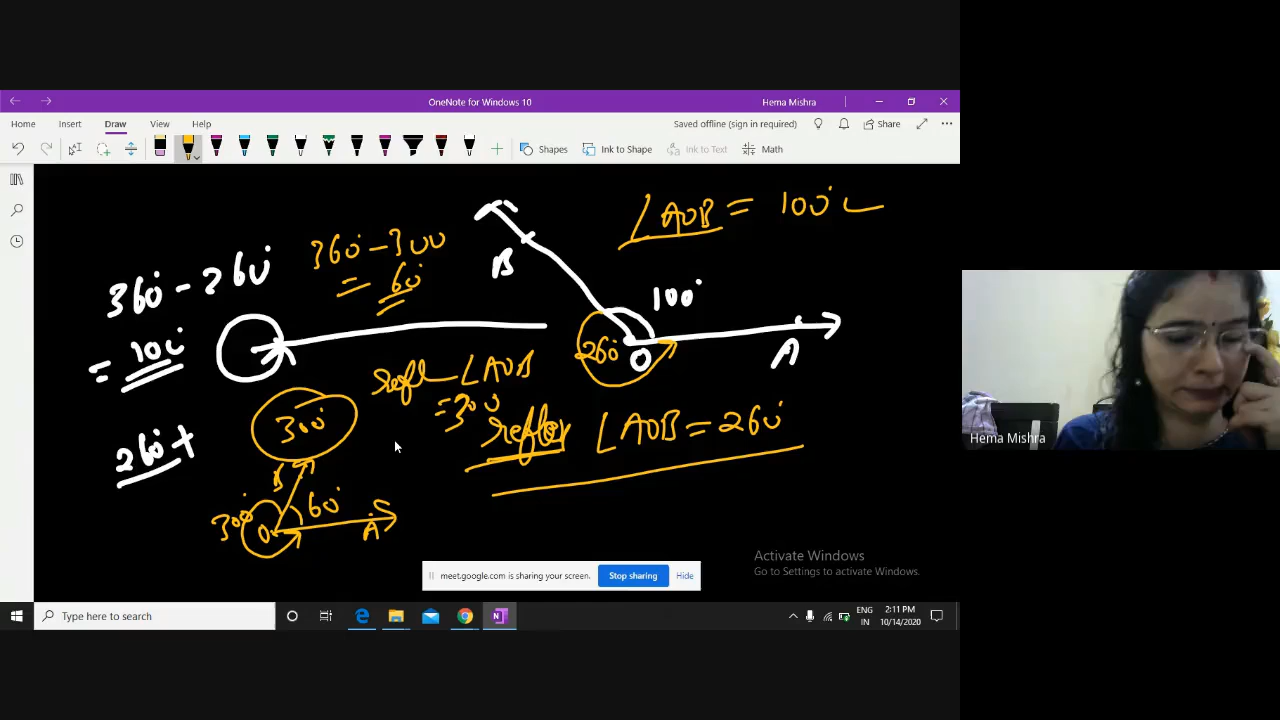 OneNote for Windows 10
Hema Mishra
Home Insert Draw View Help
Saved offline (sign in required)
Share
Shapes
Ink to Shape
Ink to Text
Math
∠AOB = 100°
360° - 300
= 60°
360° - 260°
= 100°
B
100°
260°
O
A
refl ∠AOB
= 300
300°
reflex ∠AOB = 260°
260° +
B
300°
60°
O
A
Hema Mishra
meet.google.com is sharing your screen.
Stop sharing
Hide
Activate Windows
Go to Settings to activate Windows.
Type here to search
ENG
IN
2:11 PM
10/14/2020